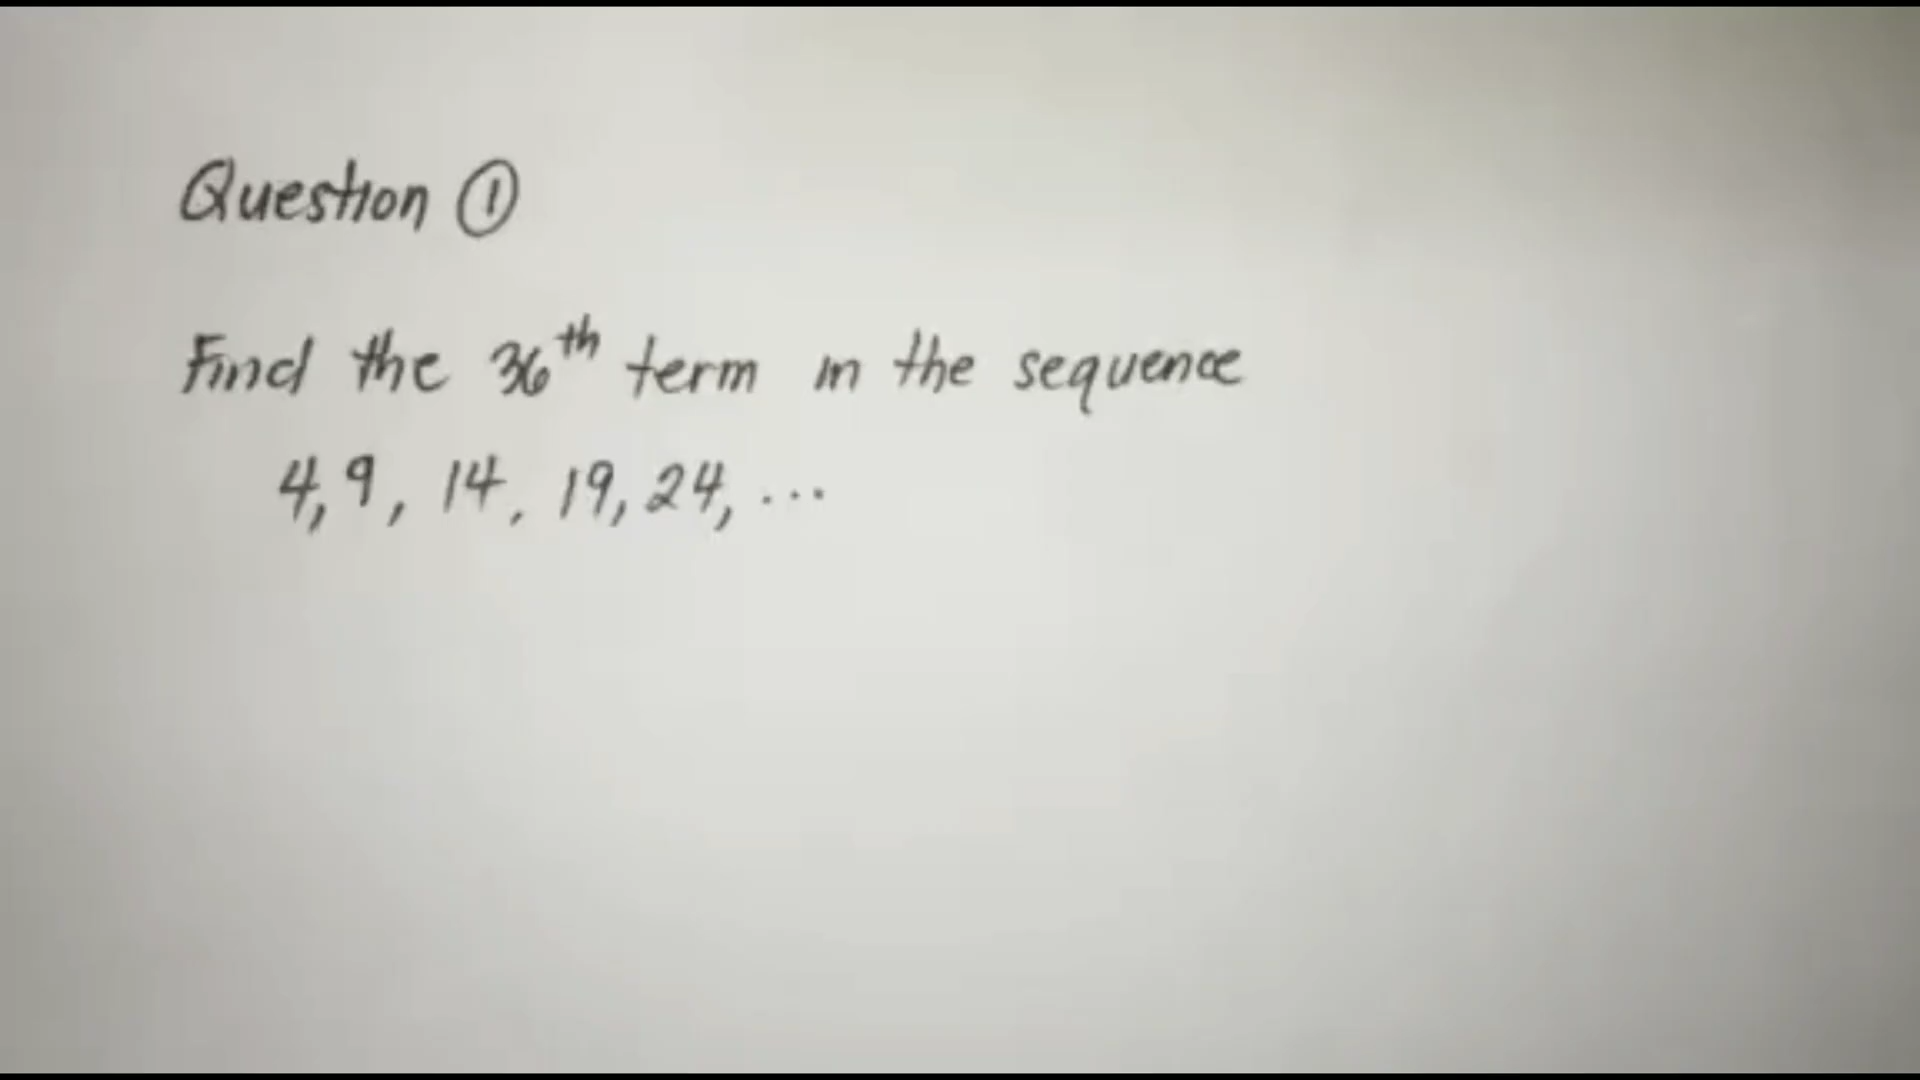 Question ①
Find the 36th term in the sequence
4, 9, 14, 19, 24, ...